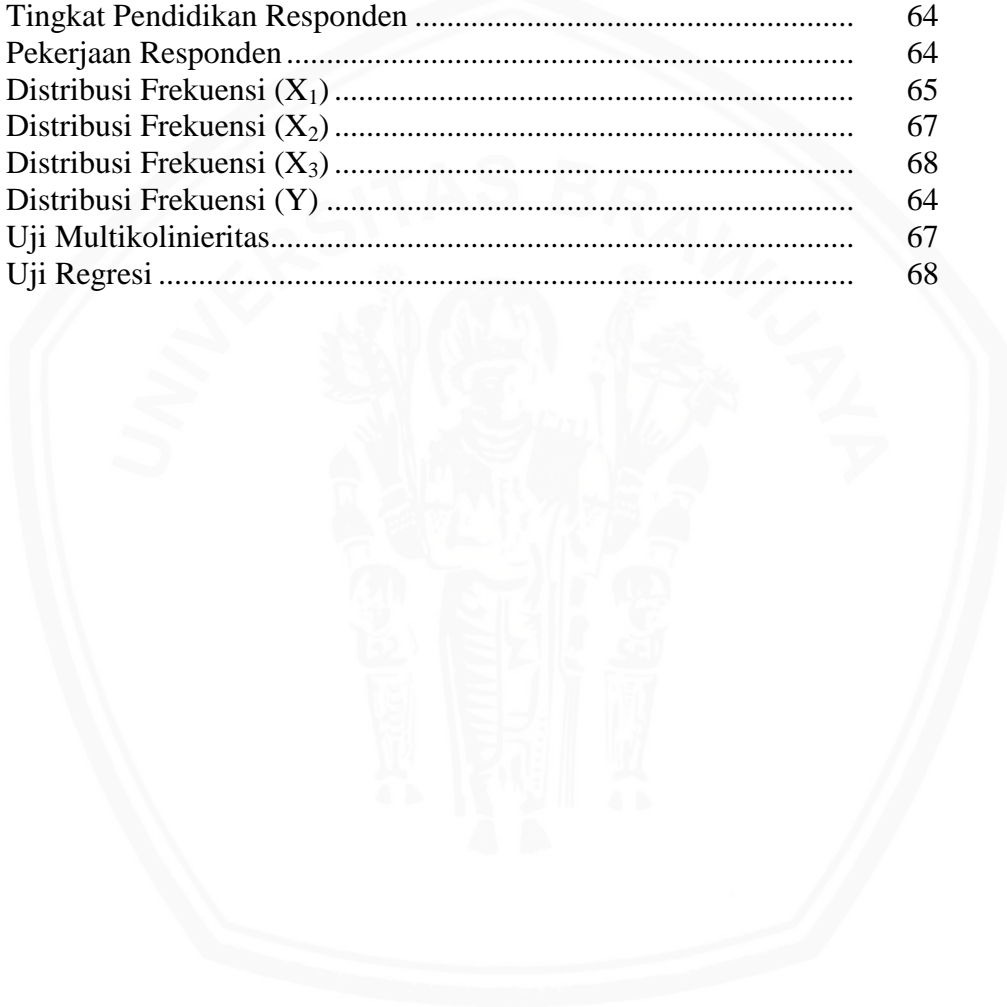 Tingkat Pendidikan Responden ........................................................................ 64
Pekerjaan Responden ........................................................................ 64
Distribusi Frekuensi (X₁) ........................................................................ 65
Distribusi Frekuensi (X₂) ........................................................................ 67
Distribusi Frekuensi (X₃) ........................................................................ 68
Distribusi Frekuensi (Y) ........................................................................ 64
Uji Multikolinieritas ........................................................................ 67
Uji Regresi ........................................................................ 68
UNIVERSITAS BRAWIJAYA